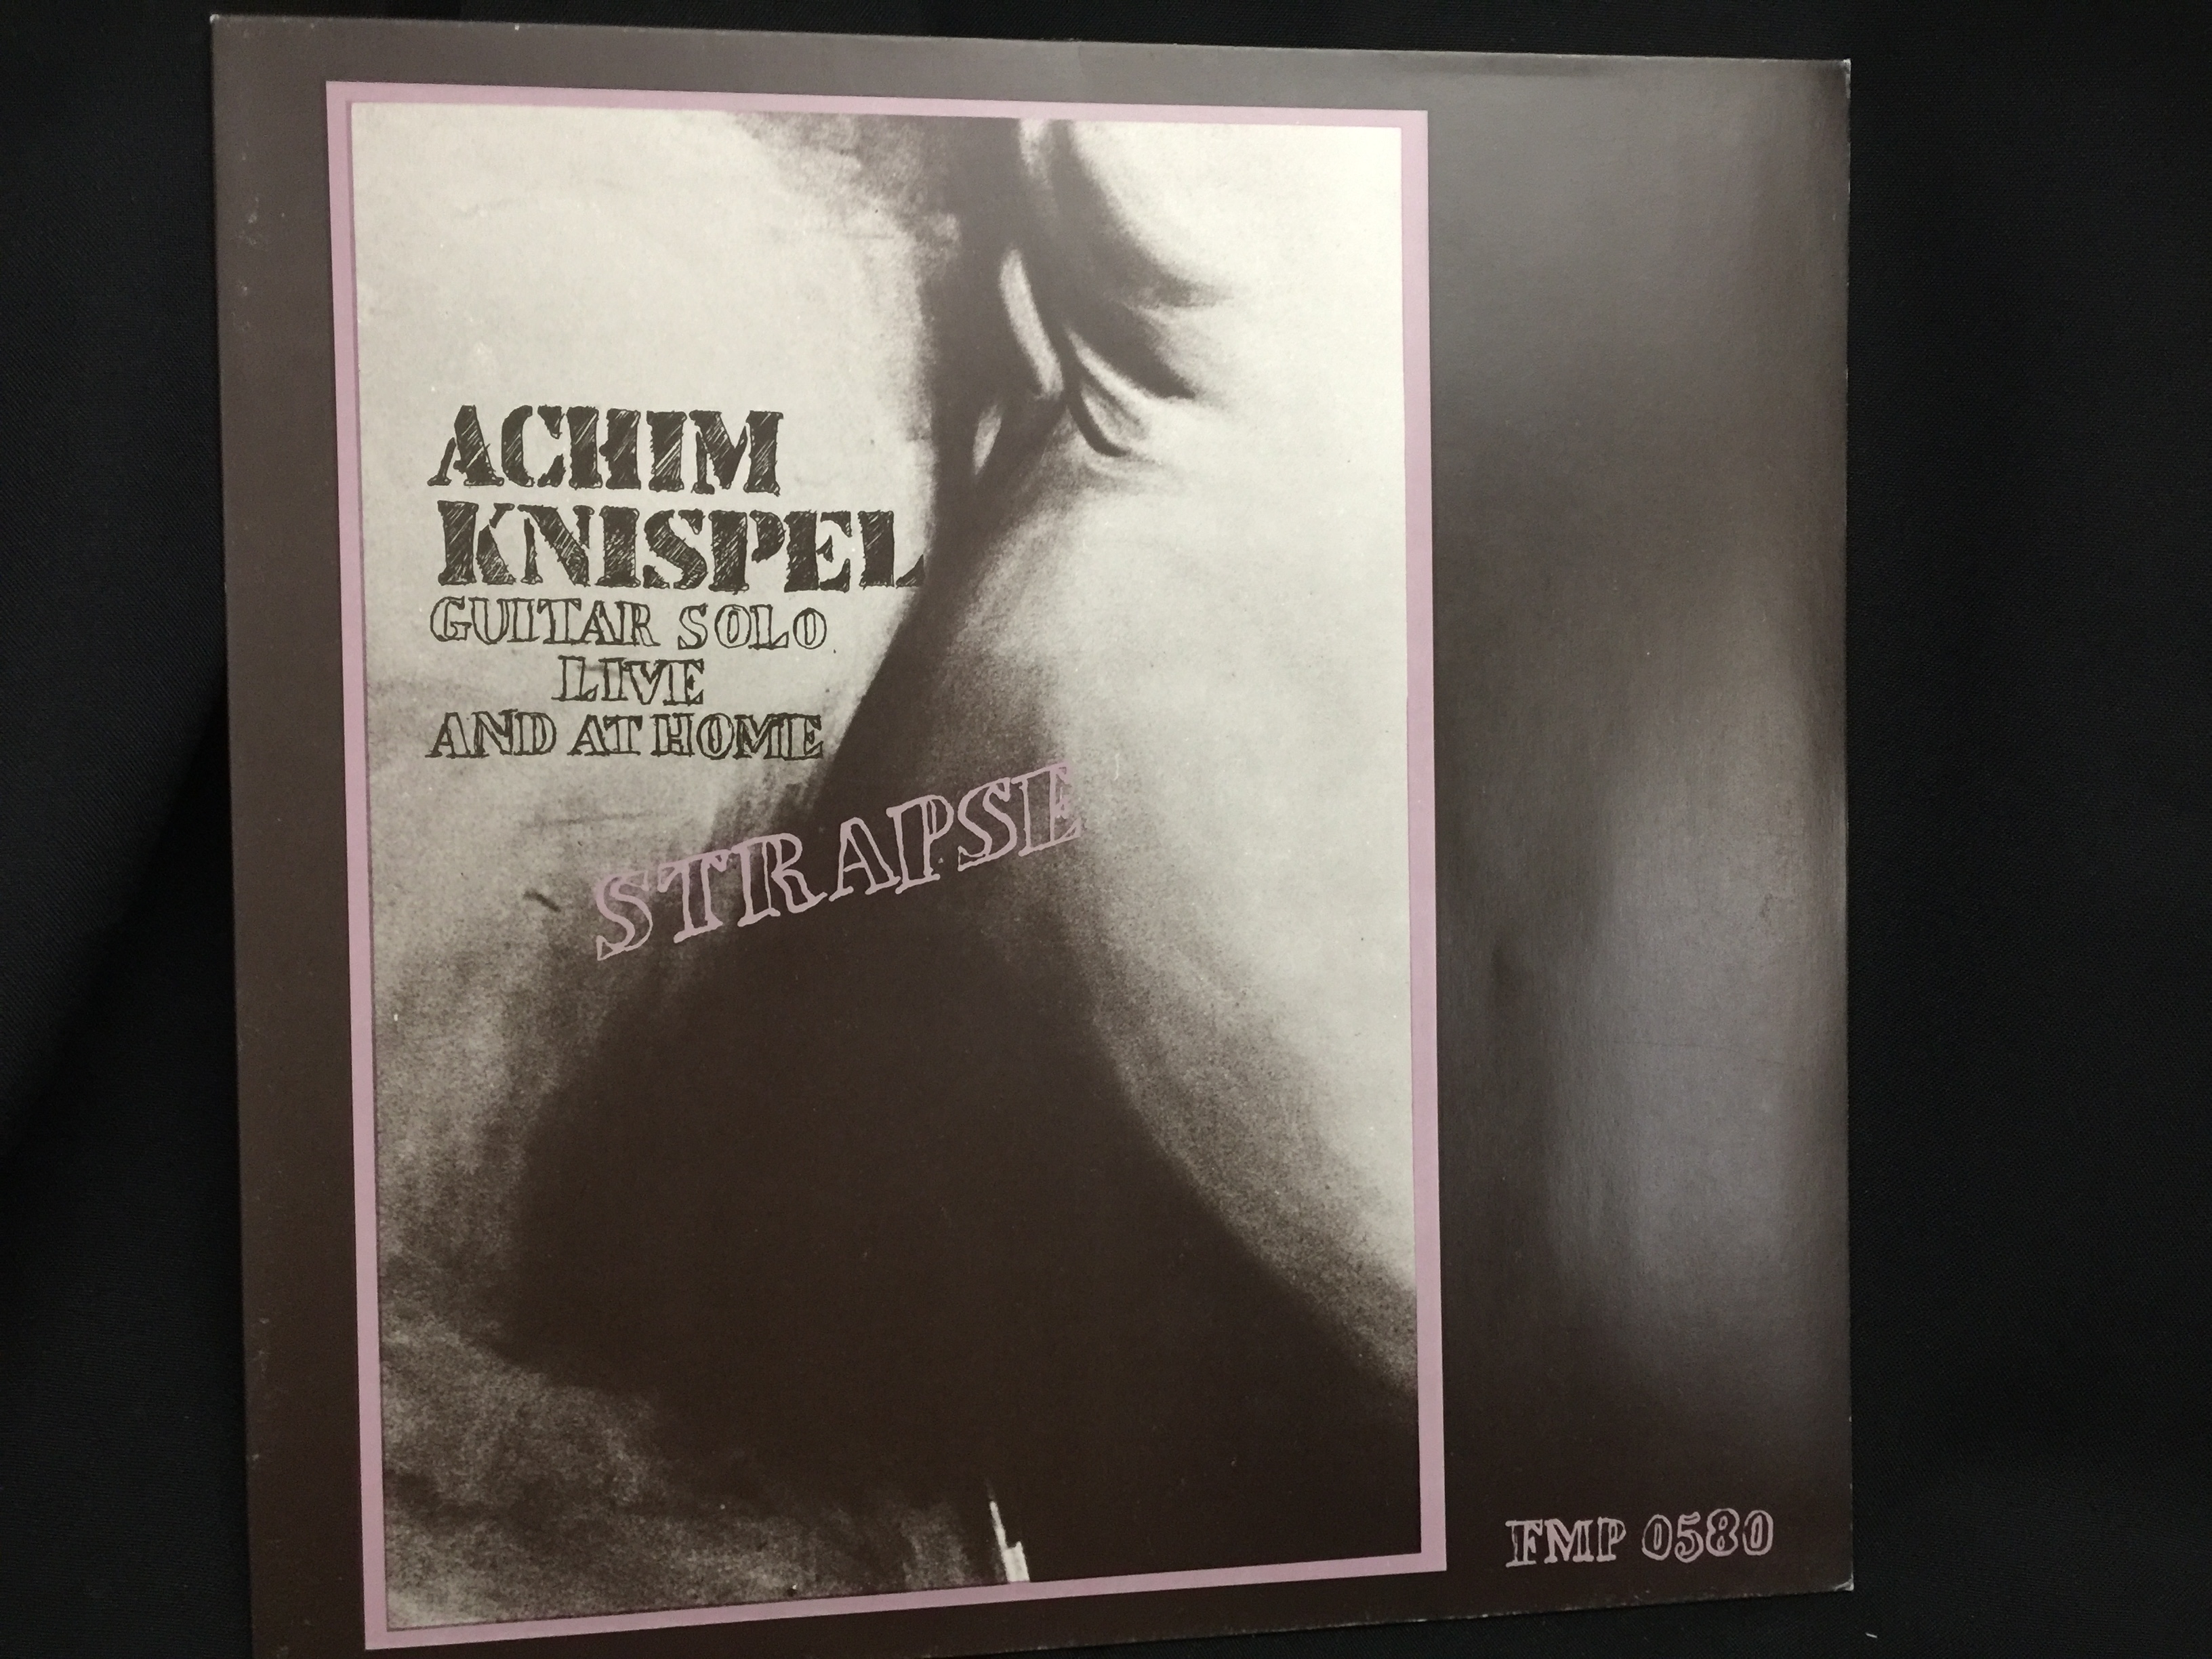 ACHIM
KNISPEL
GUITAR SOLO
LIVE
AND AT HOME
STRAPSE
FMP 0580